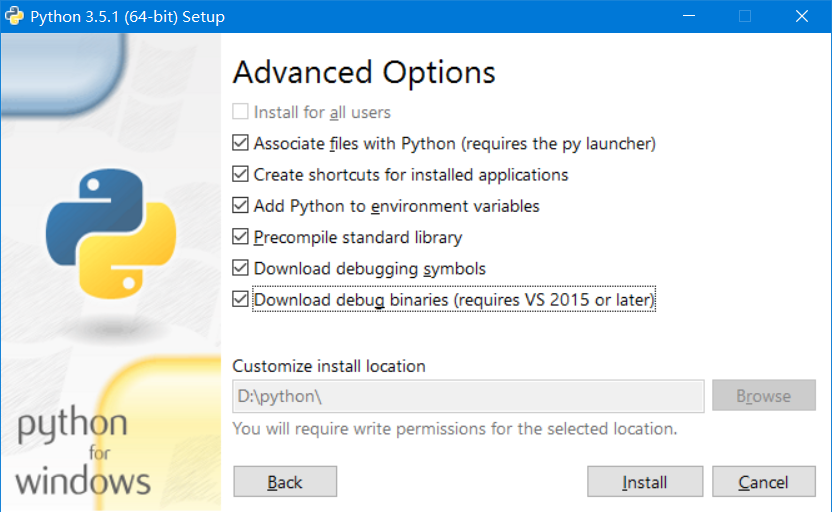 Python 3.5.1 (64-bit) Setup
Advanced Options
Install for all users
Associate files with Python (requires the py launcher)
Create shortcuts for installed applications
Add Python to environment variables
Precompile standard library
Download debugging symbols
Download debug binaries (requires VS 2015 or later)
Customize install location
D:\python\
Browse
You will require write permissions for the selected location.
python
for
windows
Back
Install
Cancel